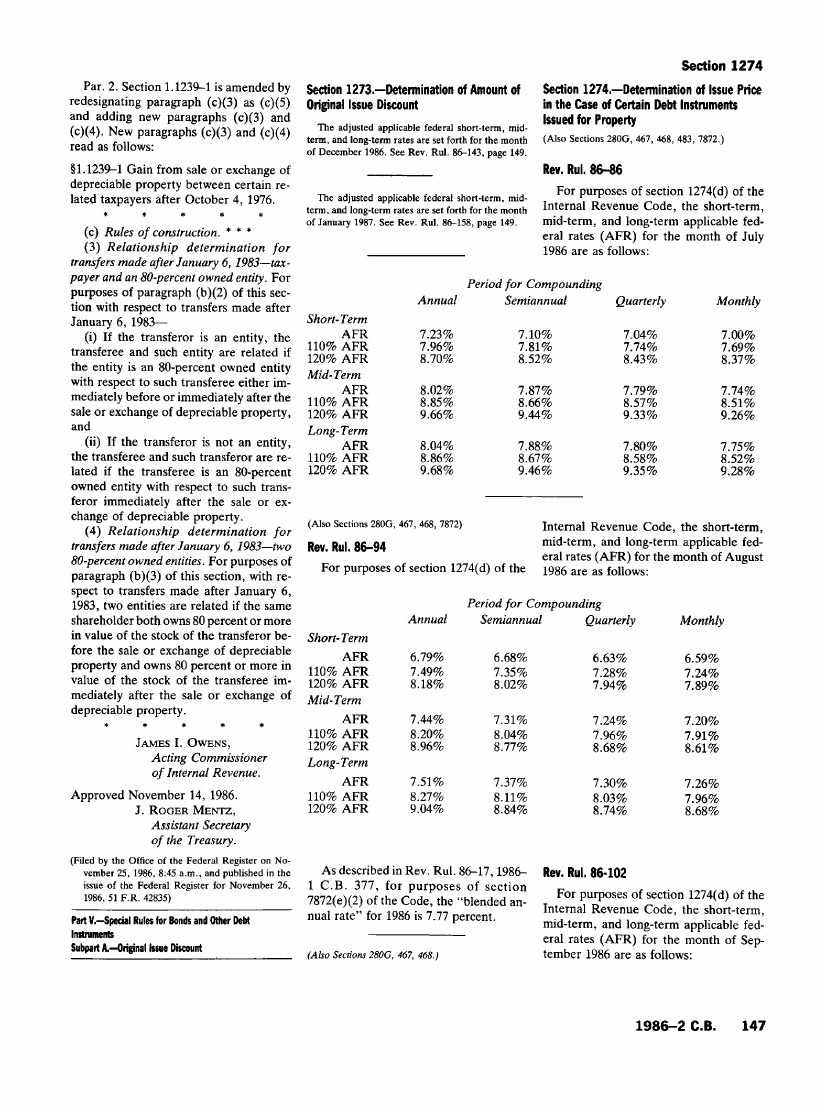 Section 1274
Par. 2. Section 1.1239–1 is amended by
redesignating paragraph (c)(3) as (c)(5)
and adding new paragraphs (c)(3) and
(c)(4). New paragraphs (c)(3) and (c)(4)
read as follows:
§1.1239–1 Gain from sale or exchange of
depreciable property between certain re-
lated taxpayers after October 4, 1976.
* * * * *
(c) Rules of construction. * * *
(3) Relationship determination for
transfers made after January 6, 1983—tax-
payer and an 80-percent owned entity. For
purposes of paragraph (b)(2) of this sec-
tion with respect to transfers made after
January 6, 1983—
(i) If the transferor is an entity, the
transferee and such entity are related if
the entity is an 80-percent owned entity
with respect to such transferee either im-
mediately before or immediately after the
sale or exchange of depreciable property,
and
(ii) If the transferor is not an entity,
the transferee and such transferor are re-
lated if the transferee is an 80-percent
owned entity with respect to such trans-
feror immediately after the sale or ex-
change of depreciable property.
(4) Relationship determination for
transfers made after January 6, 1983—two
80-percent owned entities. For purposes of
paragraph (b)(3) of this section, with re-
spect to transfers made after January 6,
1983, two entities are related if the same
shareholder both owns 80 percent or more
in value of the stock of the transferor be-
fore the sale or exchange of depreciable
property and owns 80 percent or more in
value of the stock of the transferee im-
mediately after the sale or exchange of
depreciable property.
* * * * *
JAMES I. OWENS,
Acting Commissioner
of Internal Revenue.
Approved November 14, 1986.
J. ROGER MENTZ,
Assistant Secretary
of the Treasury.
(Filed by the Office of the Federal Register on No-
vember 25, 1986, 8:45 a.m., and published in the
issue of the Federal Register for November 26,
1986, 51 F.R. 42835)
Part V.—Special Rules for Bonds and Other Debt
Instruments
Subpart A.—Original Issue Discount
Section 1273.—Determination of Amount of
Original Issue Discount
The adjusted applicable federal short-term, mid-
term, and long-term rates are set forth for the month
of December 1986. See Rev. Rul. 86–143, page 149.
The adjusted applicable federal short-term, mid-
term, and long-term rates are set forth for the month
of January 1987. See Rev. Rul. 86–158, page 149.
Section 1274.—Determination of Issue Price
in the Case of Certain Debt Instruments
Issued for Property
(Also Sections 280G, 467, 468, 483, 7872.)
Rev. Rul. 86–86
For purposes of section 1274(d) of the
Internal Revenue Code, the short-term,
mid-term, and long-term applicable fed-
eral rates (AFR) for the month of July
1986 are as follows:
Period for Compounding
Annual Semiannual Quarterly Monthly
Short-Term
AFR 7.23% 7.10% 7.04% 7.00%
110% AFR 7.96% 7.81% 7.74% 7.69%
120% AFR 8.70% 8.52% 8.43% 8.37%
Mid-Term
AFR 8.02% 7.87% 7.79% 7.74%
110% AFR 8.85% 8.66% 8.57% 8.51%
120% AFR 9.66% 9.44% 9.33% 9.26%
Long-Term
AFR 8.04% 7.88% 7.80% 7.75%
110% AFR 8.86% 8.67% 8.58% 8.52%
120% AFR 9.68% 9.46% 9.35% 9.28%
(Also Sections 280G, 467, 468, 7872)
Rev. Rul. 86–94
For purposes of section 1274(d) of the
Internal Revenue Code, the short-term,
mid-term, and long-term applicable fed-
eral rates (AFR) for the month of August
1986 are as follows:
Period for Compounding
Annual Semiannual Quarterly Monthly
Short-Term
AFR 6.79% 6.68% 6.63% 6.59%
110% AFR 7.49% 7.35% 7.28% 7.24%
120% AFR 8.18% 8.02% 7.94% 7.89%
Mid-Term
AFR 7.44% 7.31% 7.24% 7.20%
110% AFR 8.20% 8.04% 7.96% 7.91%
120% AFR 8.96% 8.77% 8.68% 8.61%
Long-Term
AFR 7.51% 7.37% 7.30% 7.26%
110% AFR 8.27% 8.11% 8.03% 7.96%
120% AFR 9.04% 8.84% 8.74% 8.68%
As described in Rev. Rul. 86–17, 1986–
1 C.B. 377, for purposes of section
7872(e)(2) of the Code, the "blended an-
nual rate" for 1986 is 7.77 percent.
(Also Sections 280G, 467, 468.)
Rev. Rul. 86-102
For purposes of section 1274(d) of the
Internal Revenue Code, the short-term,
mid-term, and long-term applicable fed-
eral rates (AFR) for the month of Sep-
tember 1986 are as follows:
1986–2 C.B. 147